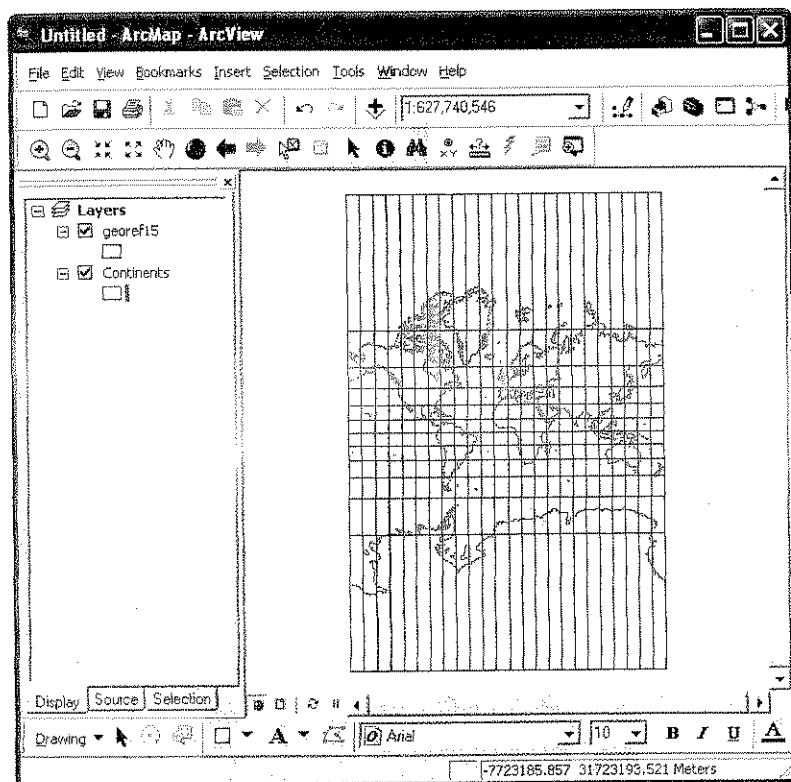 Untitled - ArcMap - ArcView
File Edit View Bookmarks Insert Selection Tools Window Help
1:627,740,546
Layers
georef15
Continents
Display Source Selection
Drawing A Arial 10 B I U A
-7723185.857 31723193.521 Meters